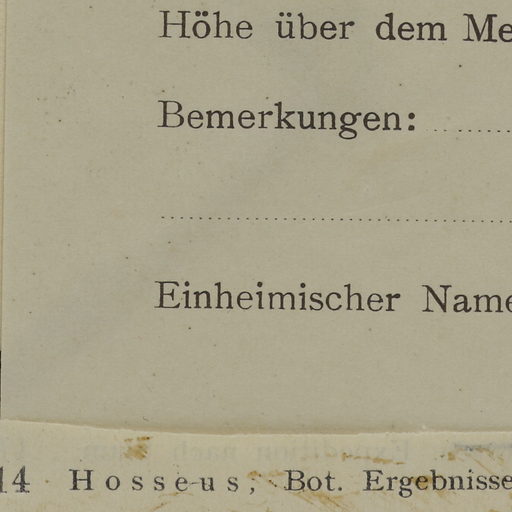 Höhe über dem Me
Bemerkungen:
Einheimischer Name
14 Hosseus, Bot. Ergebnisse